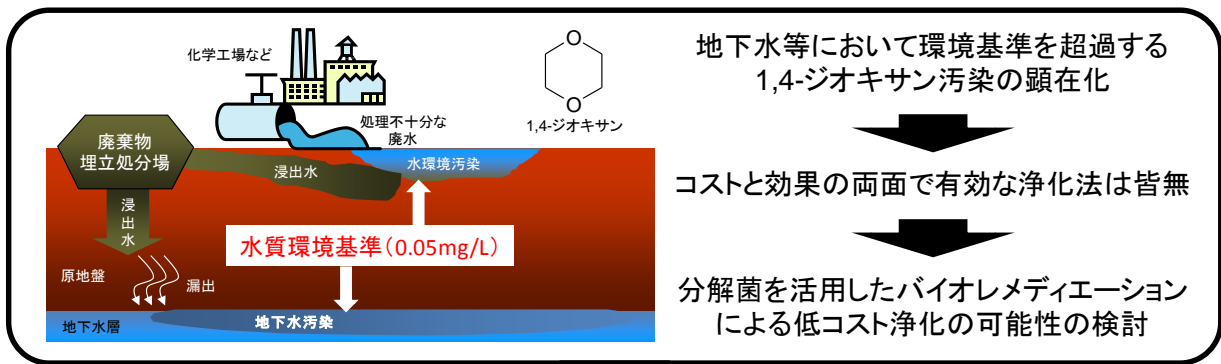 化学工場など
処理不十分な
廃水
O
O
1,4-ジオキサン
廃棄物
埋立処分場
浸出水
水環境汚染
浸出水
水質環境基準(0.05mg/L)
原地盤
漏出
地下水層
地下水汚染
地下水等において環境基準を超過する
1,4-ジオキサン汚染の顕在化
コストと効果の両面で有効な浄化法は皆無
分解菌を活用したバイオレメディエーション
による低コスト浄化の可能性の検討